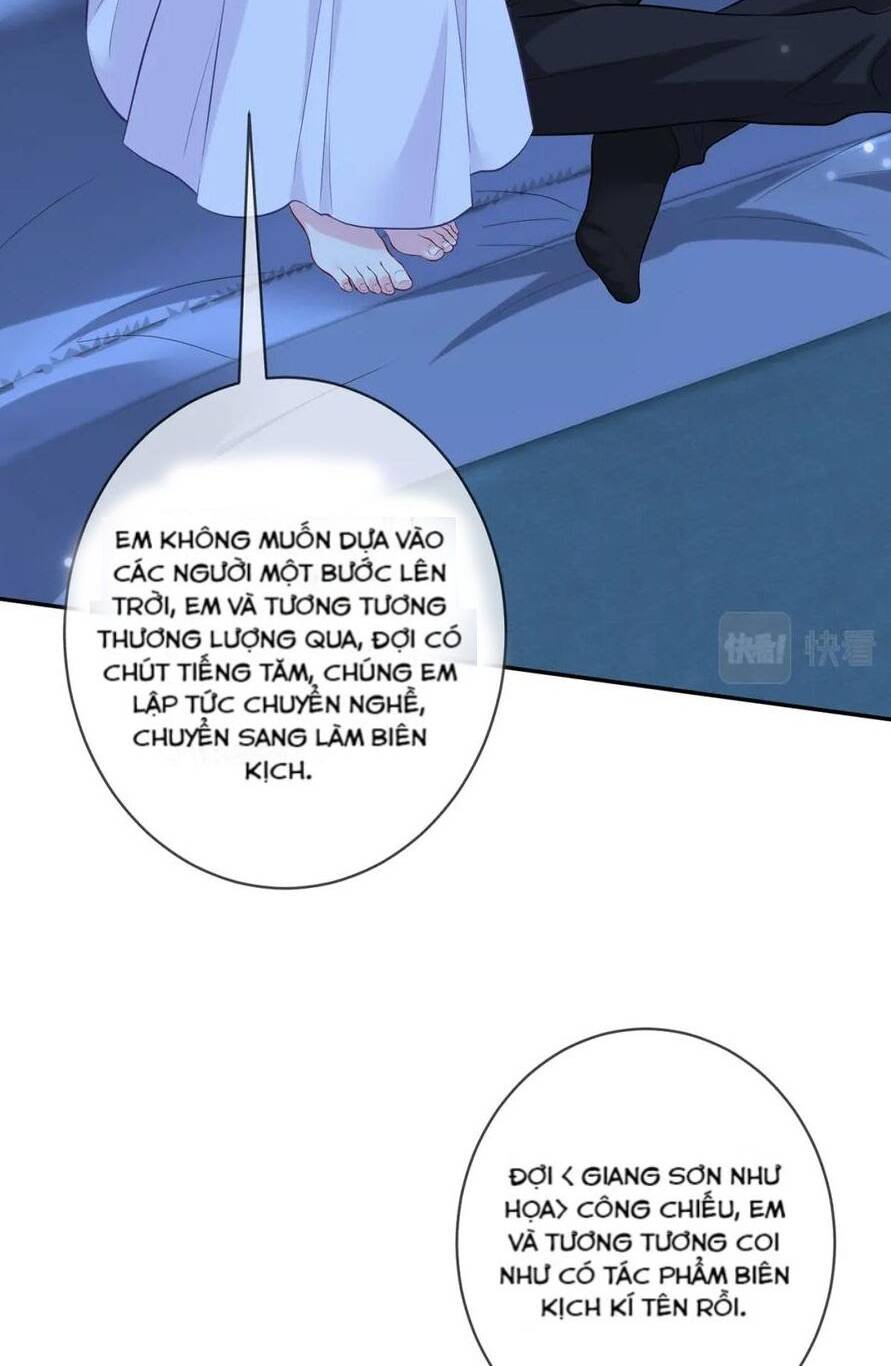 EM KHÔNG MUỐN DỰA VÀO
CÁC NGƯỜI MỘT BƯỚC LÊN
TRỜI, EM VÀ TƯƠNG TƯƠNG
THƯƠNG LƯỢNG QUA, ĐỢI CÓ
CHÚT TIẾNG TĂM, CHÚNG EM
LẬP TỨC CHUYỂN NGHỀ,
CHUYỂN SANG LÀM BIÊN
KỊCH.
快看! 快看
ĐỢI < GIANG SƠN NHƯ
HỌA> CÔNG CHIẾU, EM
VÀ TƯƠNG TƯƠNG COI
NHƯ CÓ TÁC PHẨM BIÊN
KỊCH KÍ TÊN RỒI.